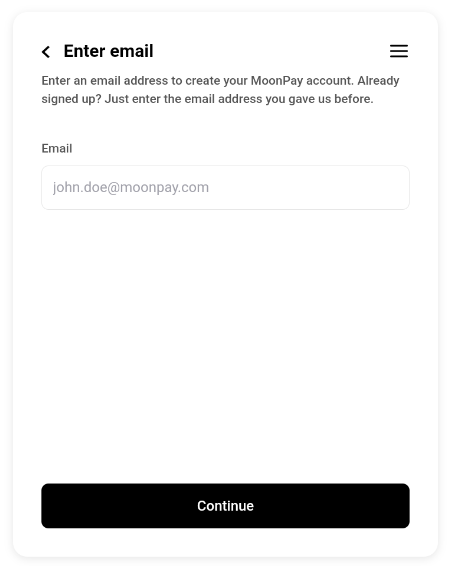 Enter email
Enter an email address to create your MoonPay account. Already
signed up? Just enter the email address you gave us before.
Email
john.doe@moonpay.com
Continue